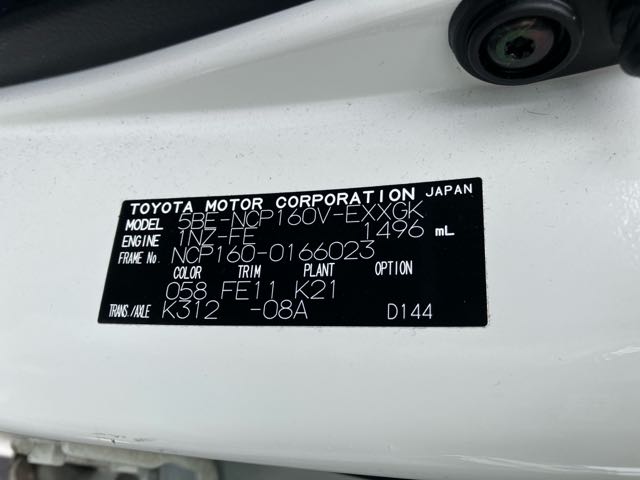 TOYOTA MOTOR CORPORATION JAPAN
MODEL 5BE-NCP160V-EXXGK
ENGINE 1NZ-FE 1496 mL
FRAME No. NCP160-0166023
COLOR TRIM PLANT OPTION
058 FE11 K21
TRANS./AXLE K312 -08A D144